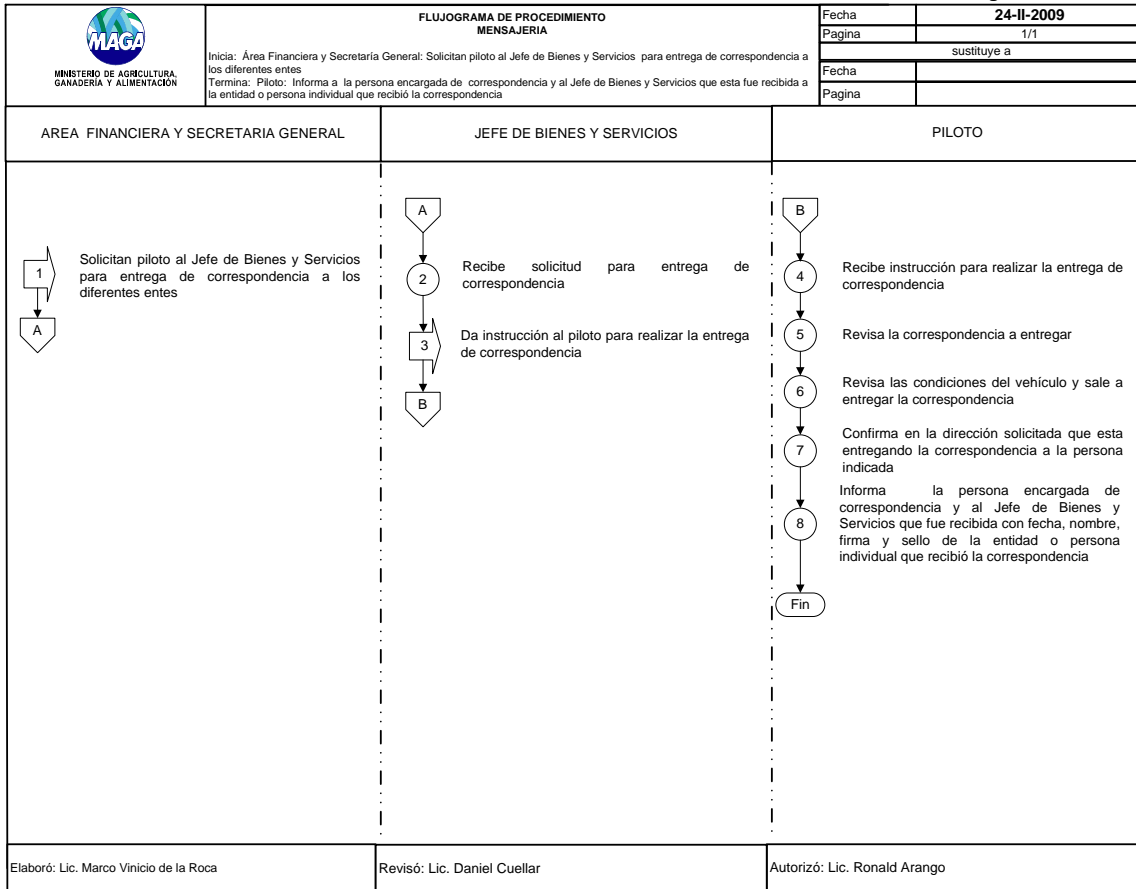 MAGA
MINISTERIO DE AGRICULTURA,
GANADERÍA Y ALIMENTACIÓN
FLUJOGRAMA DE PROCEDIMIENTO
MENSAJERIA
Inicia: Área Financiera y Secretaría General: Solicitan piloto al Jefe de Bienes y Servicios para entrega de correspondencia a
los diferentes entes
Termina: Piloto: Informa a la persona encargada de correspondencia y al Jefe de Bienes y Servicios que esta fue recibida a
la entidad o persona individual que recibió la correspondencia
Fecha 24-II-2009
Pagina 1/1
sustituye a
Fecha
Pagina
AREA FINANCIERA Y SECRETARIA GENERAL
JEFE DE BIENES Y SERVICIOS
PILOTO
1
Solicitan piloto al Jefe de Bienes y Servicios
para entrega de correspondencia a los
diferentes entes
A
A
2
Recibe solicitud para entrega de
correspondencia
3
Da instrucción al piloto para realizar la entrega
de correspondencia
B
B
4
Recibe instrucción para realizar la entrega de
correspondencia
5
Revisa la correspondencia a entregar
6
Revisa las condiciones del vehículo y sale a
entregar la correspondencia
7
Confirma en la dirección solicitada que esta
entregando la correspondencia a la persona
indicada
8
Informa la persona encargada de
correspondencia y al Jefe de Bienes y
Servicios que fue recibida con fecha, nombre,
firma y sello de la entidad o persona
individual que recibió la correspondencia
Fin
Elaboró: Lic. Marco Vinicio de la Roca
Revisó: Lic. Daniel Cuellar
Autorizó: Lic. Ronald Arango